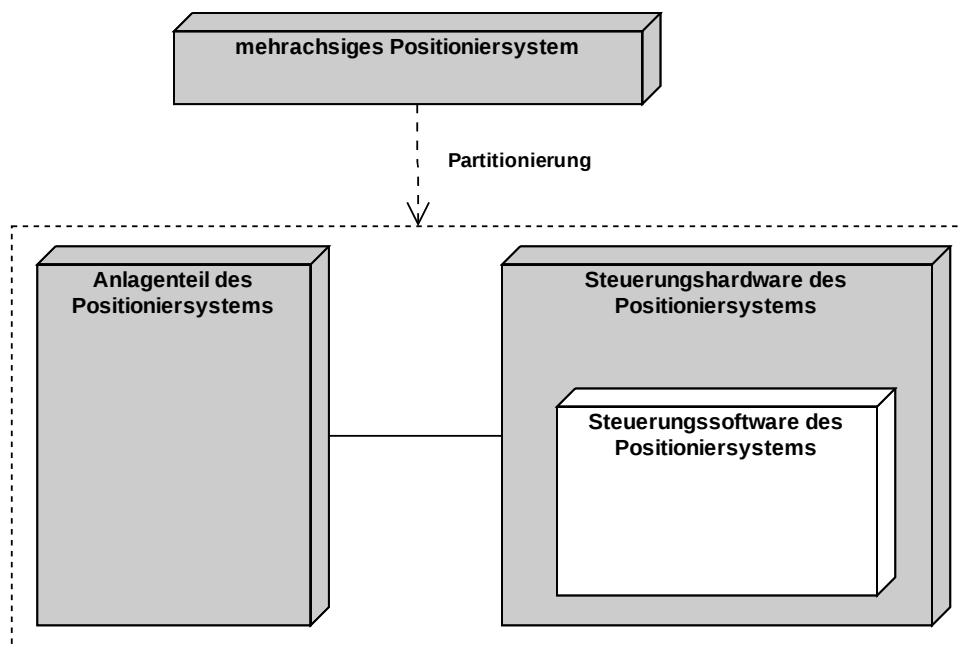 mehrachsiges Positioniersystem
Partitionierung
Anlagenteil des
Positioniersystems
Steuerungshardware des
Positioniersystems
Steuerungssoftware des
Positioniersystems